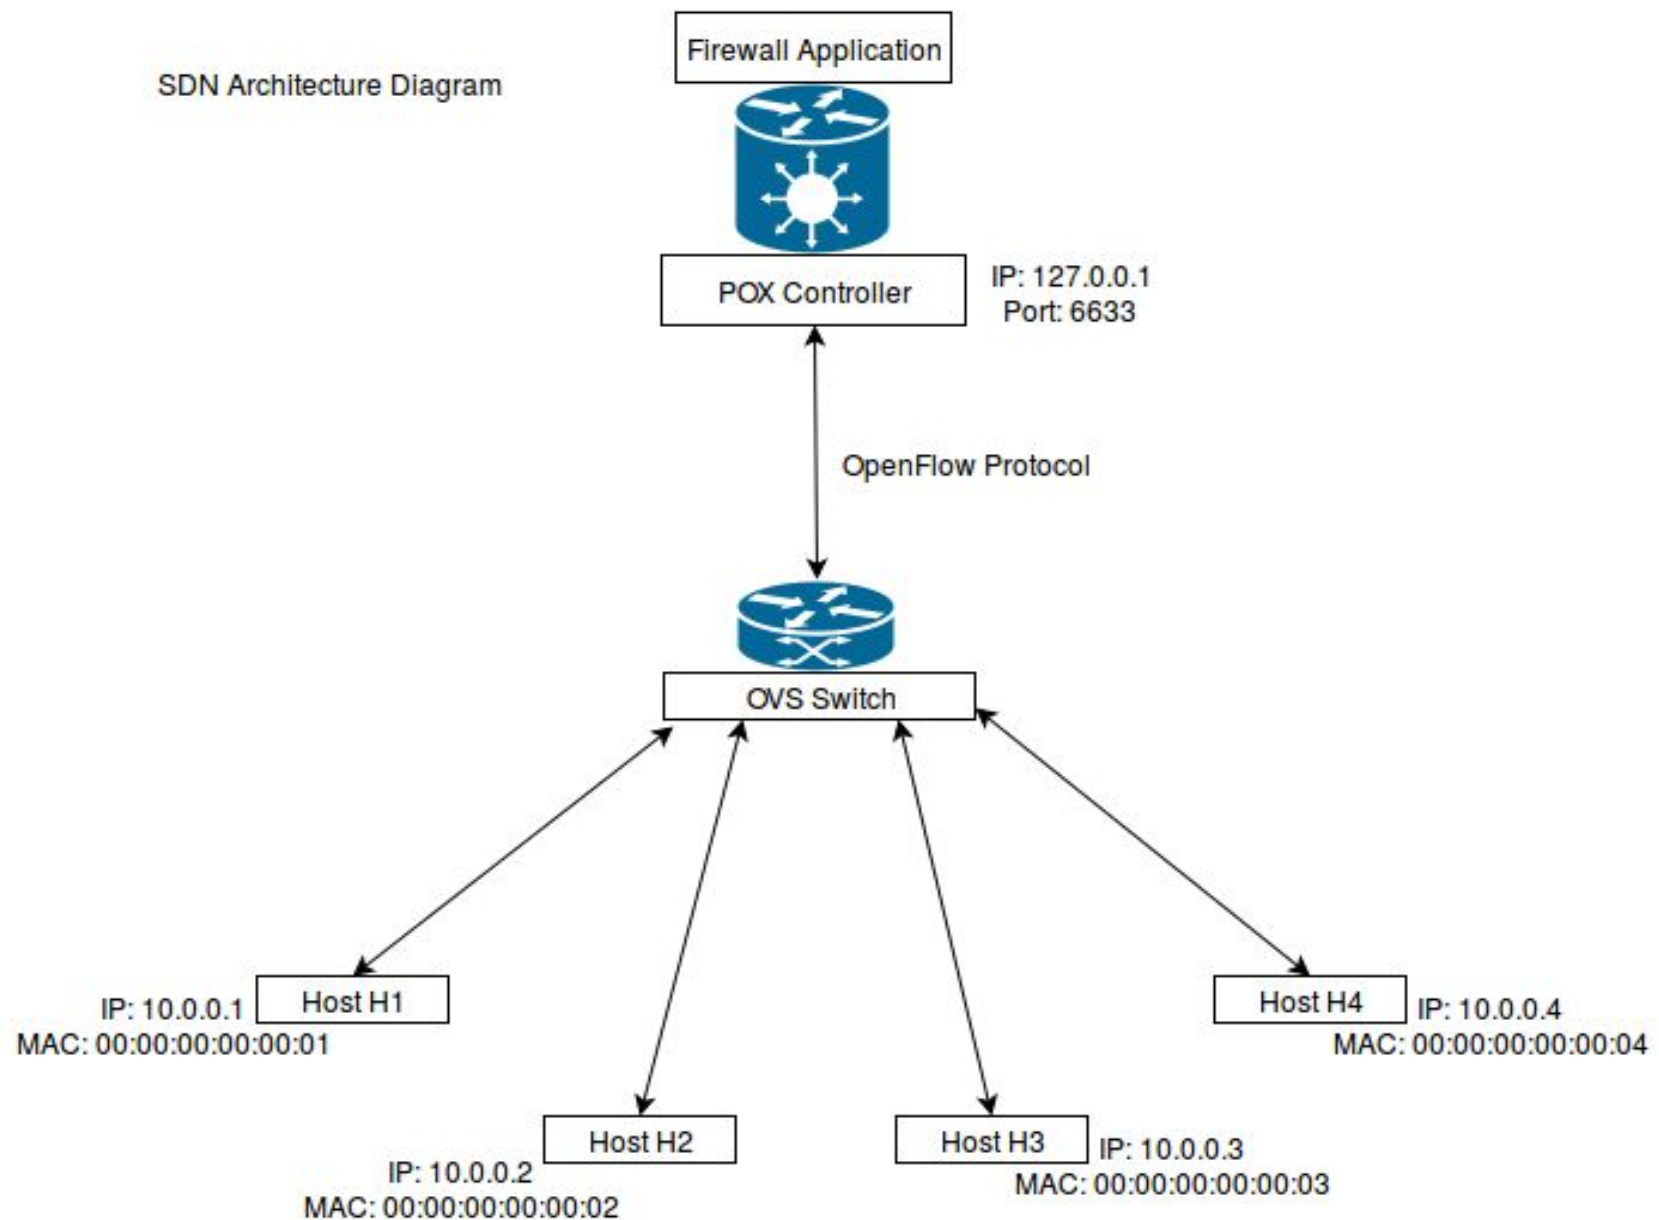 Firewall Application
SDN Architecture Diagram
POX Controller
IP: 127.0.0.1
Port: 6633
OpenFlow Protocol
OVS Switch
Host H1
IP: 10.0.0.1
MAC: 00:00:00:00:00:01
Host H4
IP: 10.0.0.4
MAC: 00:00:00:00:00:04
Host H2
IP: 10.0.0.2
MAC: 00:00:00:00:00:02
Host H3
IP: 10.0.0.3
MAC: 00:00:00:00:00:03